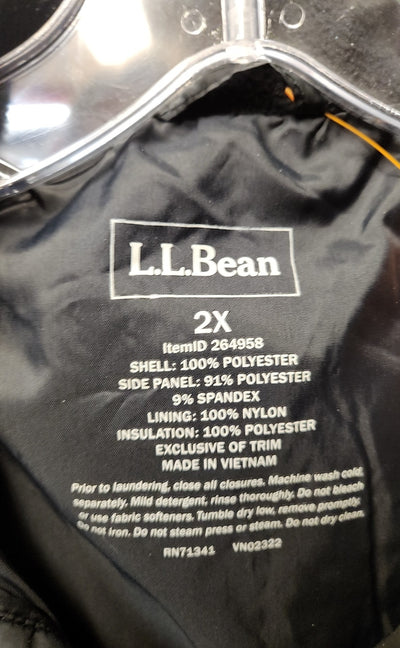 L.L.Bean
2X
ItemID 264958
SHELL: 100% POLYESTER
SIDE PANEL: 91% POLYESTER
9% SPANDEX
LINING: 100% NYLON
INSULATION: 100% POLYESTER
EXCLUSIVE OF TRIM
MADE IN VIETNAM
Prior to laundering, close all closures. Machine wash cold
separately. Mild detergent, rinse thoroughly. Do not bleach
or use fabric softeners. Tumble dry low, remove promptly.
Do not iron. Do not steam press or steam. Do not dry clean.
RN71341 VN02322